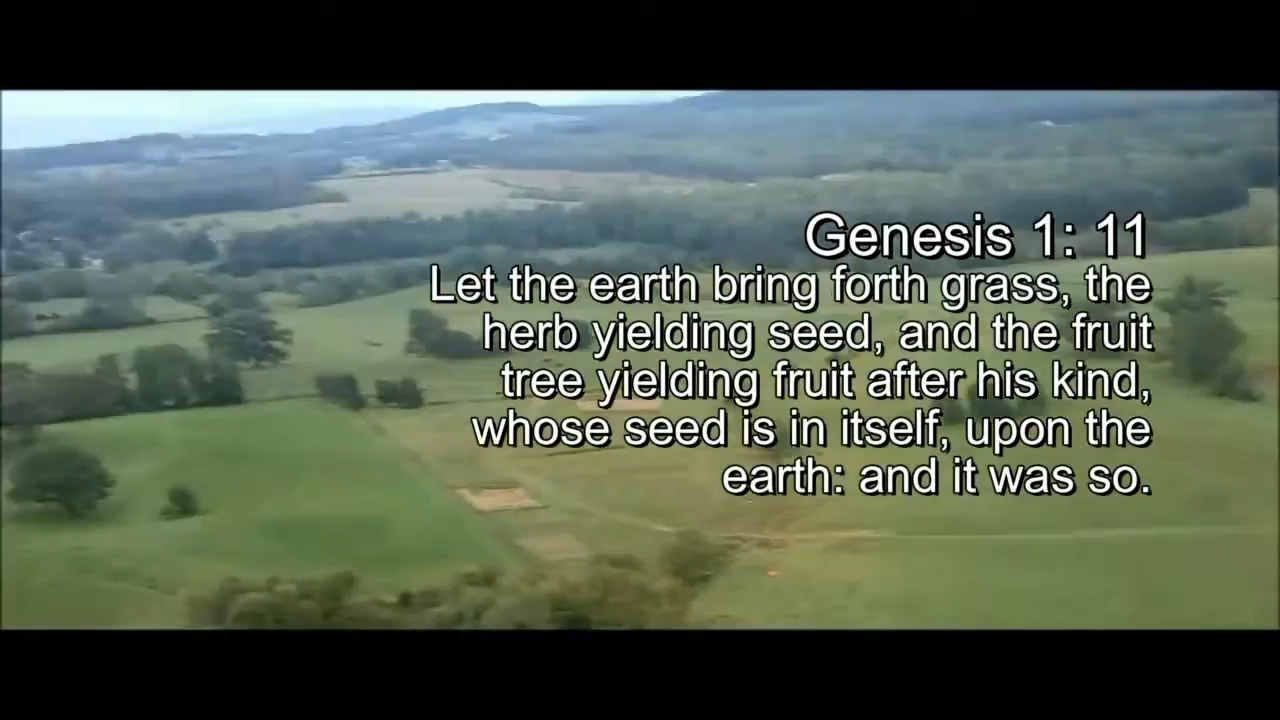 Genesis 1: 11
Let the earth bring forth grass, the
herb yielding seed, and the fruit
tree yielding fruit after his kind,
whose seed is in itself, upon the
earth: and it was so.